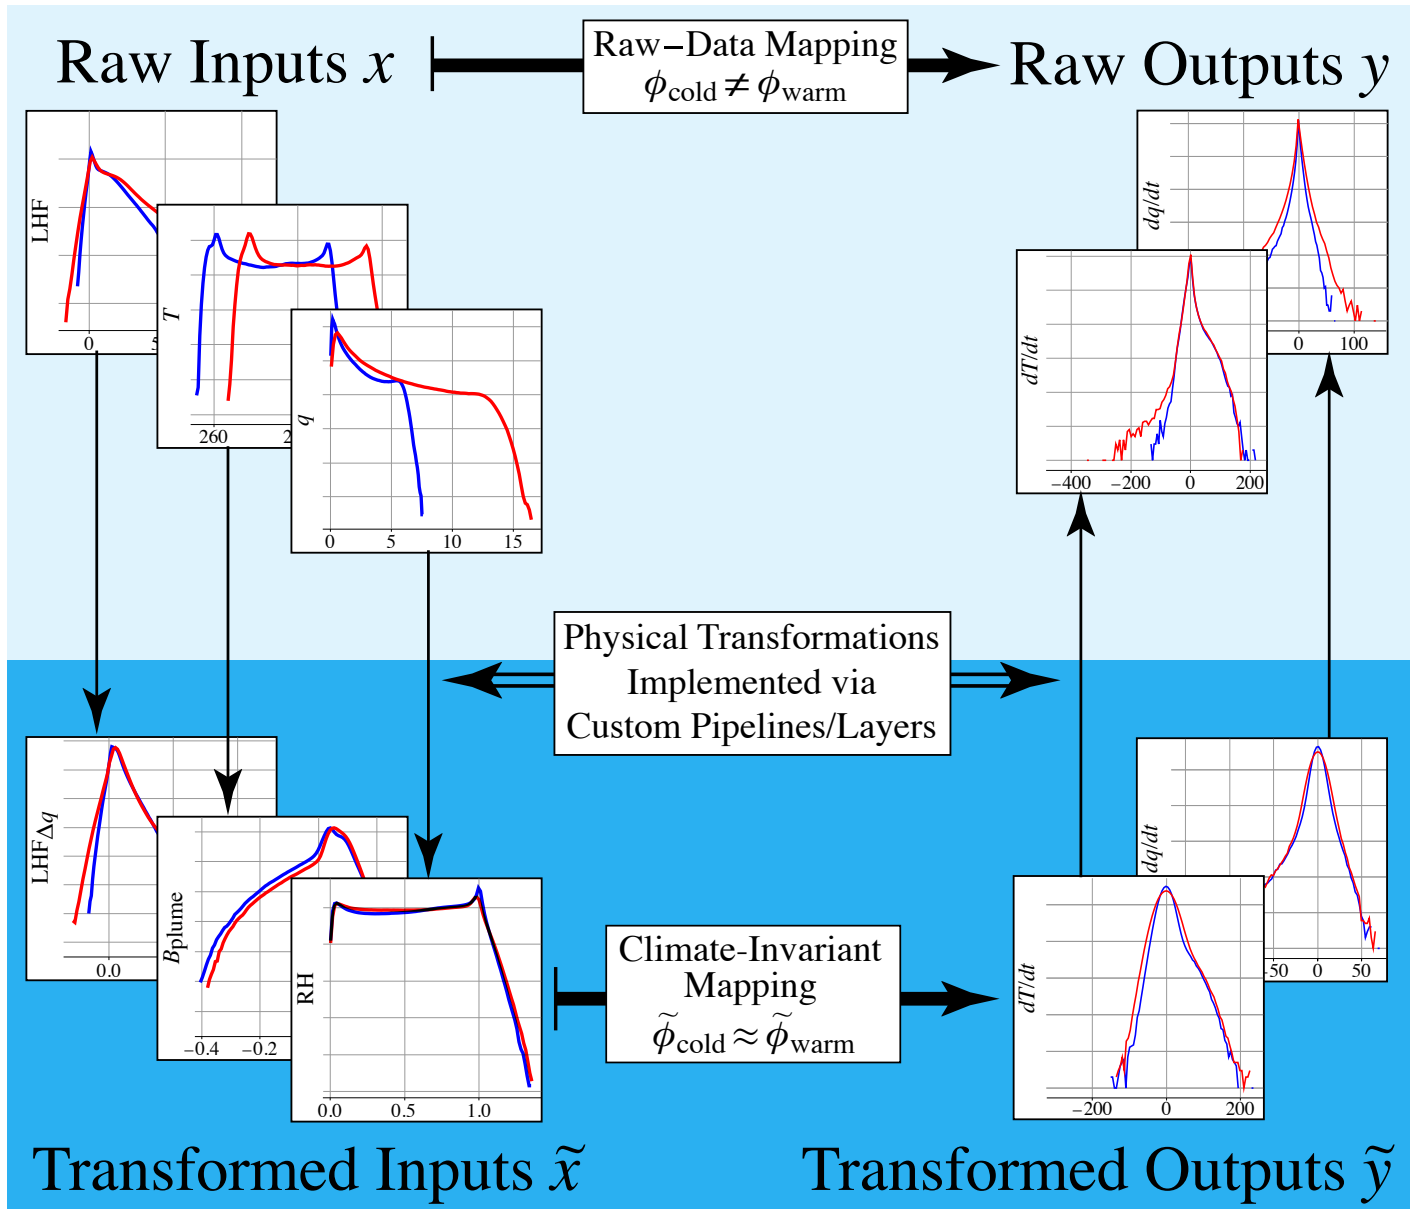 Raw Inputs x
Raw–Data Mapping
ϕcold ≠ ϕwarm
Raw Outputs y
LHF
0
T
260
2
q
0 5 10 15
dq/dt
0 100
dT/dt
−400 −200 0 200
Physical Transformations
Implemented via
Custom Pipelines/Layers
LHFΔq
0.0
Bplume
−0.4 −0.2
RH
0.0 0.5 1.0
Climate-Invariant
Mapping
ϕ̃cold ≈ ϕ̃warm
dq/dt
50 0 50
dT/dt
−200 0 200
Transformed Inputs x̃
Transformed Outputs ỹ